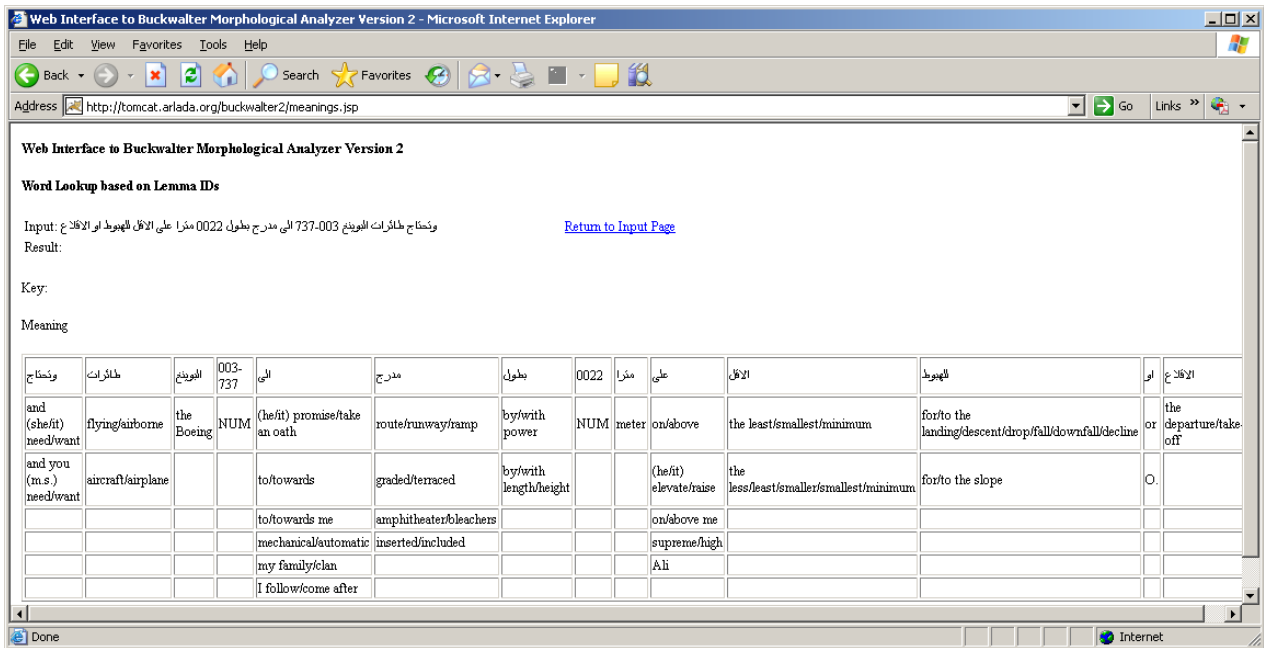 Web Interface to Buckwalter Morphological Analyzer Version 2 - Microsoft Internet Explorer
File Edit View Favorites Tools Help
Back Search Favorites
Address http://tomcat.arlada.org/buckwalter2/meanings.jsp Go Links »
Web Interface to Buckwalter Morphological Analyzer Version 2
Word Lookup based on Lemma IDs
Input: وتحتاج طائرات البوينغ 003-737 الى مدرج بطول 0022 مترا على الاقل للهبوط او الاقلاع Return to Input Page
Result:
Key:
Meaning
وتحتاج طائرات البوينغ 003-737 الى مدرج بطول 0022 مترا على الاقل للهبوط او الاقلاع
and (she/it) need/want flying/airborne the Boeing NUM (he/it) promise/take an oath route/runway/ramp by/with power NUM meter on/above the least/smallest/minimum for/to the landing/descent/drop/fall/downfall/decline or the departure/take-off
and you (m.s.) need/want aircraft/airplane to/towards graded/terraced by/with length/height (he/it) elevate/raise the less/least/smaller/smallest/minimum for/to the slope O.
to/towards me amphitheater/bleachers on/above me
mechanical/automatic inserted/included supreme/high
my family/clan Ali
I follow/come after
Done Internet